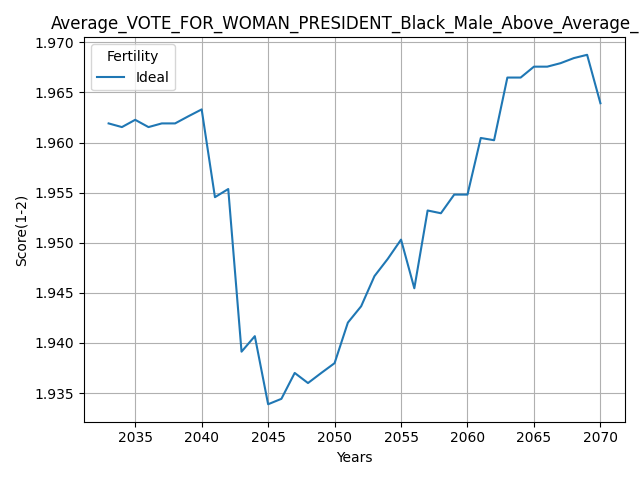 Average_VOTE_FOR_WOMAN_PRESIDENT_Black_Male_Above_Average_
Fertility
Ideal
1.970
1.965
1.960
1.955
1.950
1.945
1.940
1.935
Score(1-2)
2035 2040 2045 2050 2055 2060 2065 2070
Years